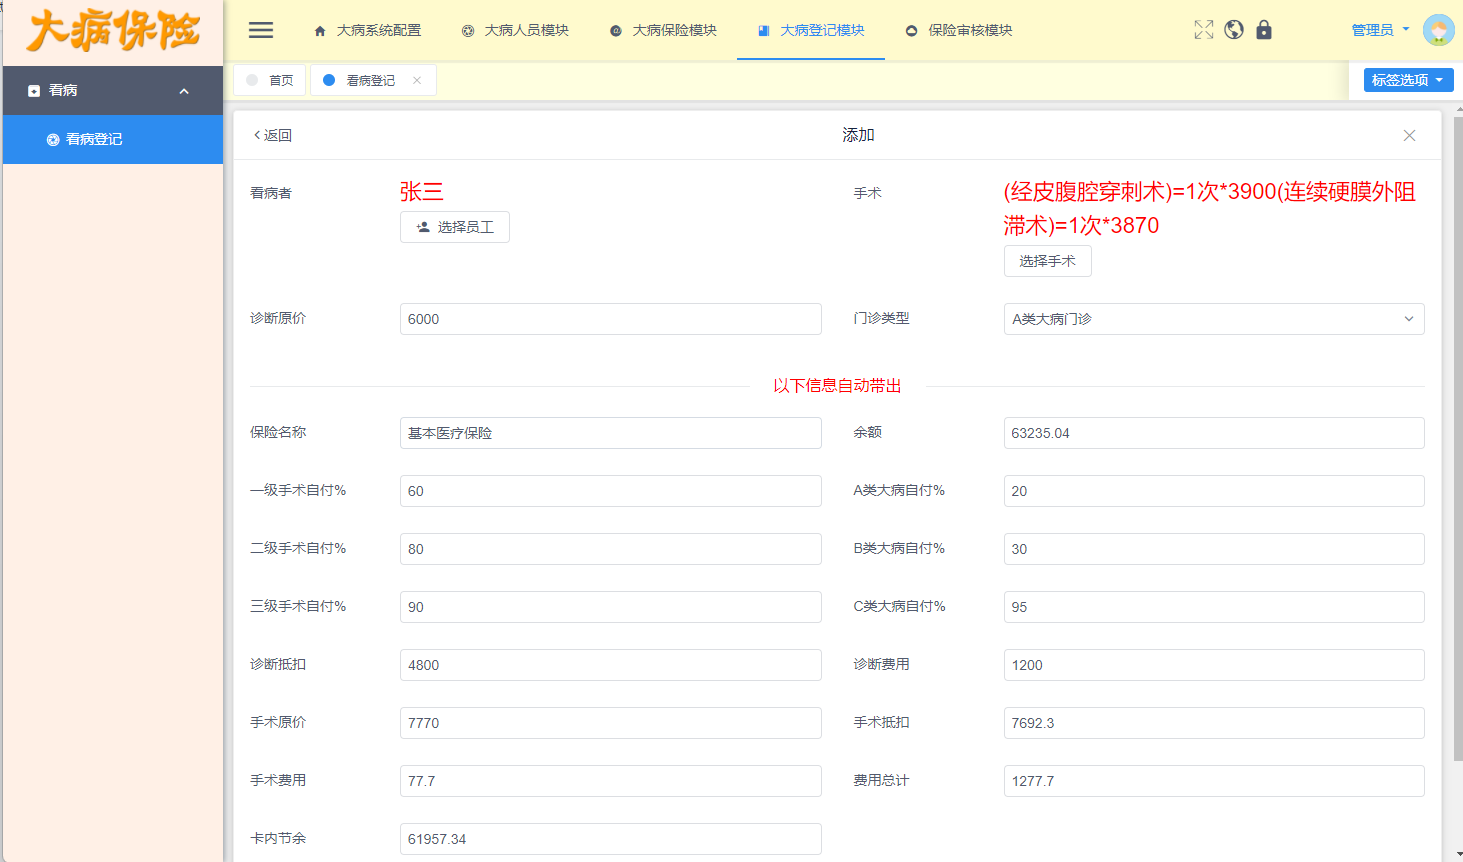 大病保险
大病系统配置 大病人员模块 大病保险模块 大病登记模块 保险审核模块 管理员
看病
看病登记
首页 看病登记 标签选项
返回 添加
看病者 张三
选择员工
手术 (经皮腹腔穿刺术)=1次*3900(连续硬膜外阻
滞术)=1次*3870
选择手术
诊断原价 6000 门诊类型 A类大病门诊
以下信息自动带出
保险名称 基本医疗保险 余额 63235.04
一级手术自付% 60 A类大病自付% 20
二级手术自付% 80 B类大病自付% 30
三级手术自付% 90 C类大病自付% 95
诊断抵扣 4800 诊断费用 1200
手术原价 7770 手术抵扣 7692.3
手术费用 77.7 费用总计 1277.7
卡内节余 61957.34